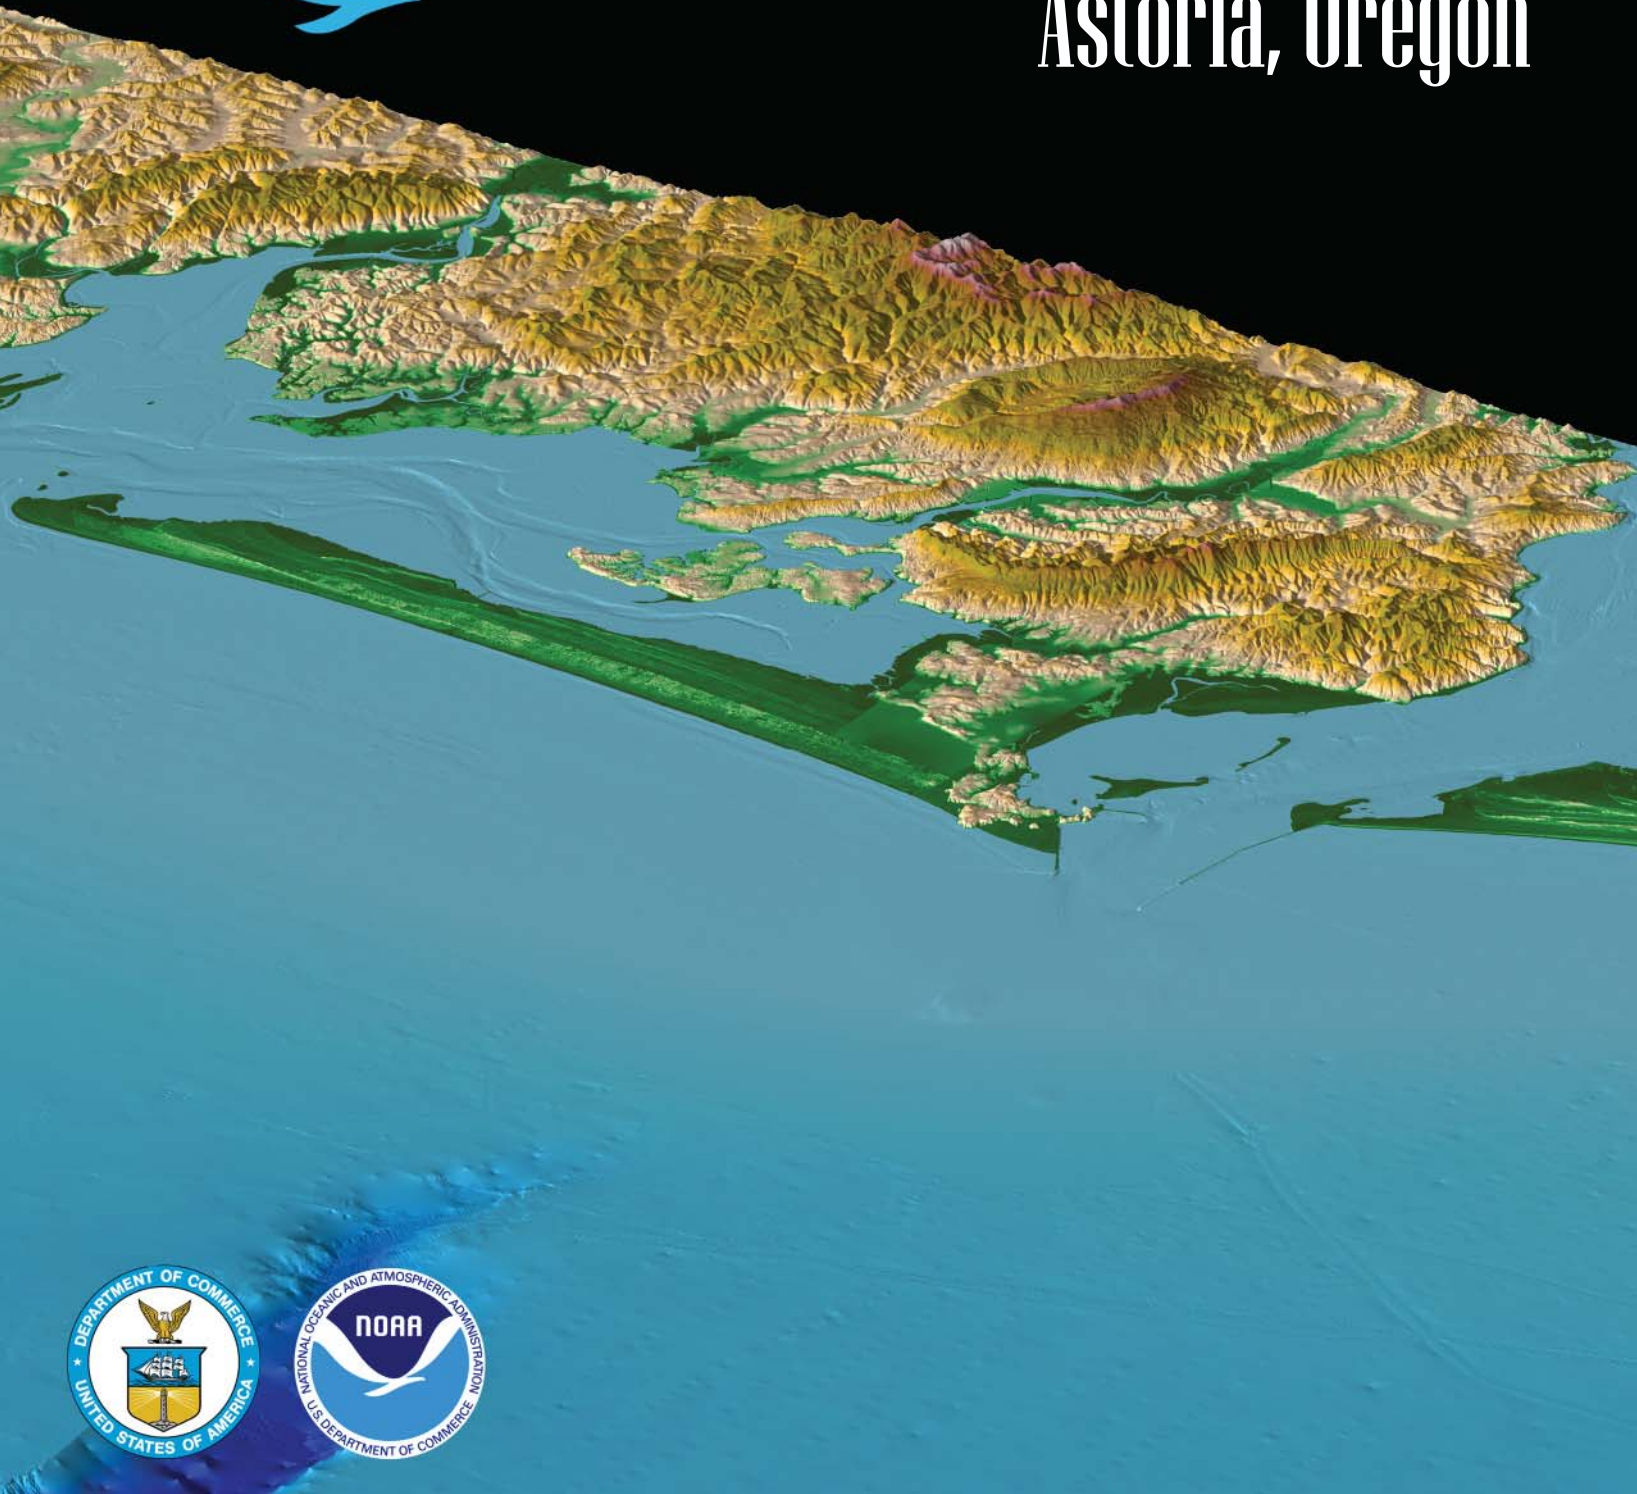 Astoria, Oregon
DEPARTMENT OF COMMERCE
UNITED STATES OF AMERICA
NATIONAL OCEANIC AND ATMOSPHERIC ADMINISTRATION
NOAA
U.S. DEPARTMENT OF COMMERCE